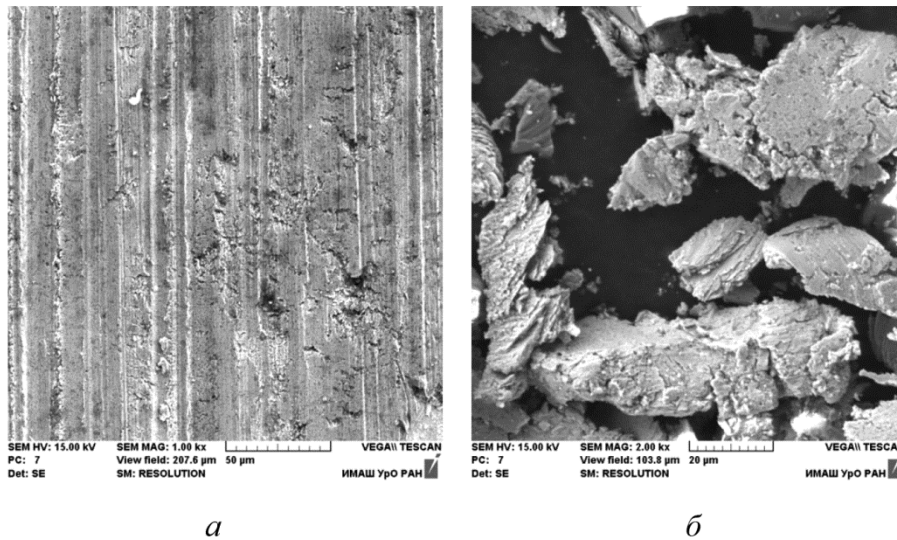 SEM HV: 15.00 kV SEM MAG: 1.00 kx VEGA\\ TESCAN
PC: 7 View field: 207.6 µm 50 µm
Det: SE SM: RESOLUTION ИМАШ УрО РАН
SEM HV: 15.00 kV SEM MAG: 2.00 kx VEGA\\ TESCAN
PC: 7 View field: 103.8 µm 20 µm
Det: SE SM: RESOLUTION ИМАШ УрО РАН
а б